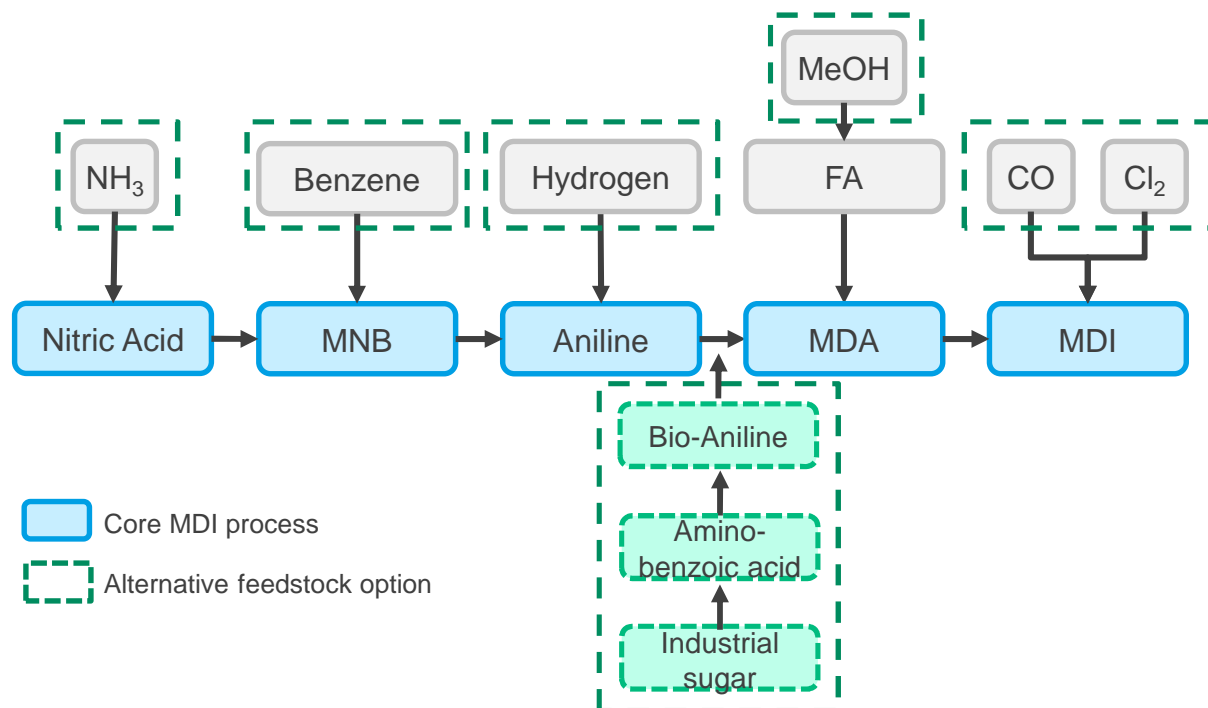 MeOH
NH₃
Benzene
Hydrogen
FA
CO
Cl₂
Nitric Acid
MNB
Aniline
MDA
MDI
Bio-Aniline
Amino-
benzoic acid
Industrial
sugar
Core MDI process
Alternative feedstock option